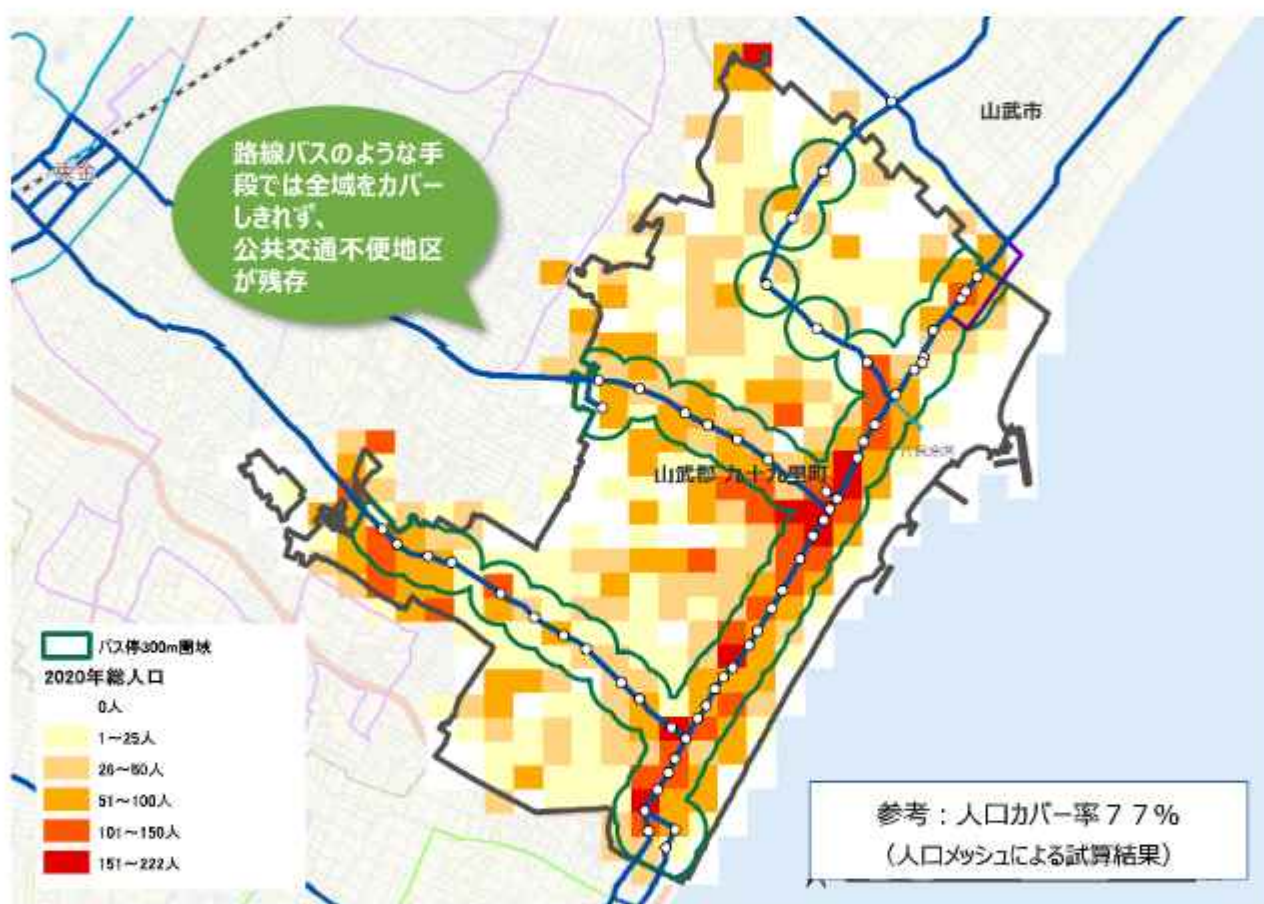 山武市
東金
路線バスのような手
段では全域をカバー
しきれず、
公共交通不便地区
が残存
山武郡 九十九里町
バス停300m圏域
2020年総人口
0人
1～25人
26～50人
51～100人
101～150人
151～222人
参考：人口カバー率７７％
（人口メッシュによる試算結果）